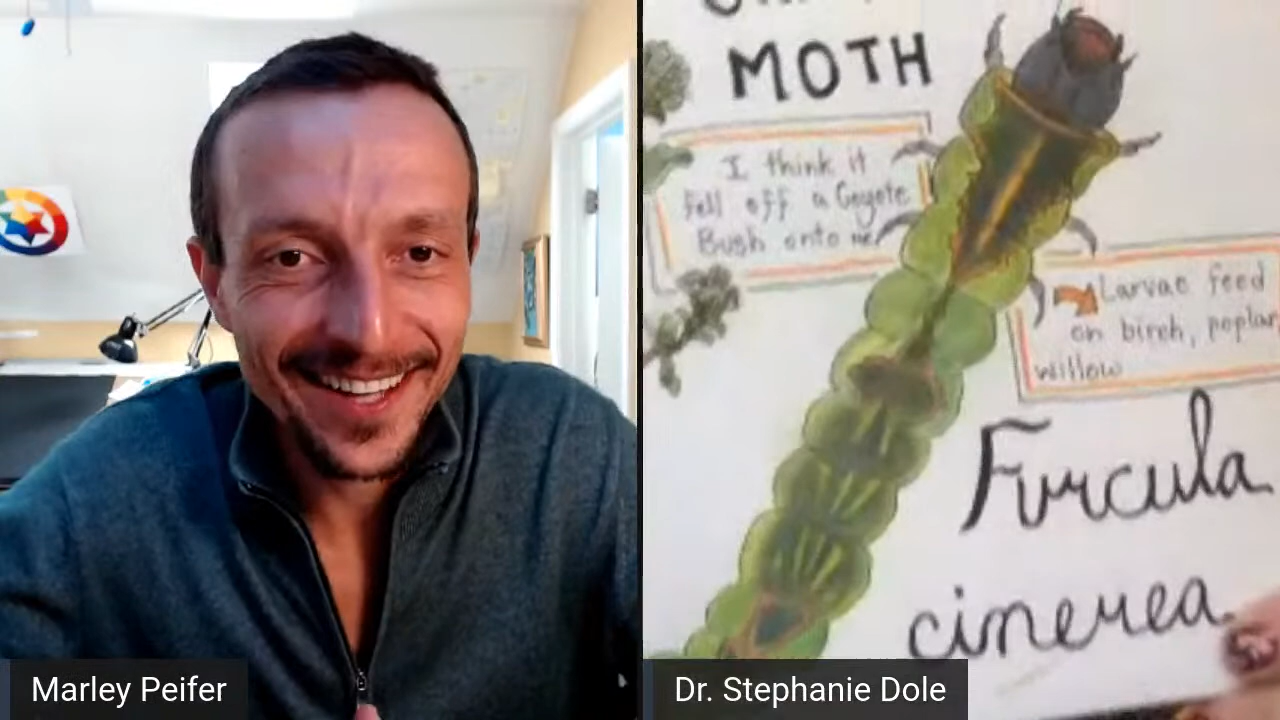 MOTH
I think it
fell off a Coyote
Bush onto me
Larvae feed
on birch, poplar
willow
Furcula
cinerea
Marley Peifer
Dr. Stephanie Dole